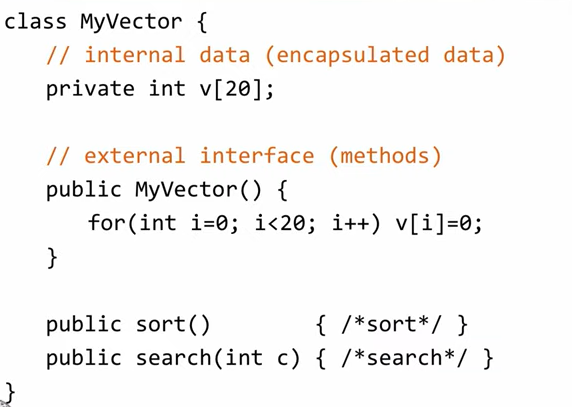 class MyVector {
// internal data (encapsulated data)
private int v[20];
// external interface (methods)
public MyVector() {
for(int i=0; i<20; i++) v[i]=0;
}
public sort() { /*sort*/ }
public search(int c) { /*search*/ }
}